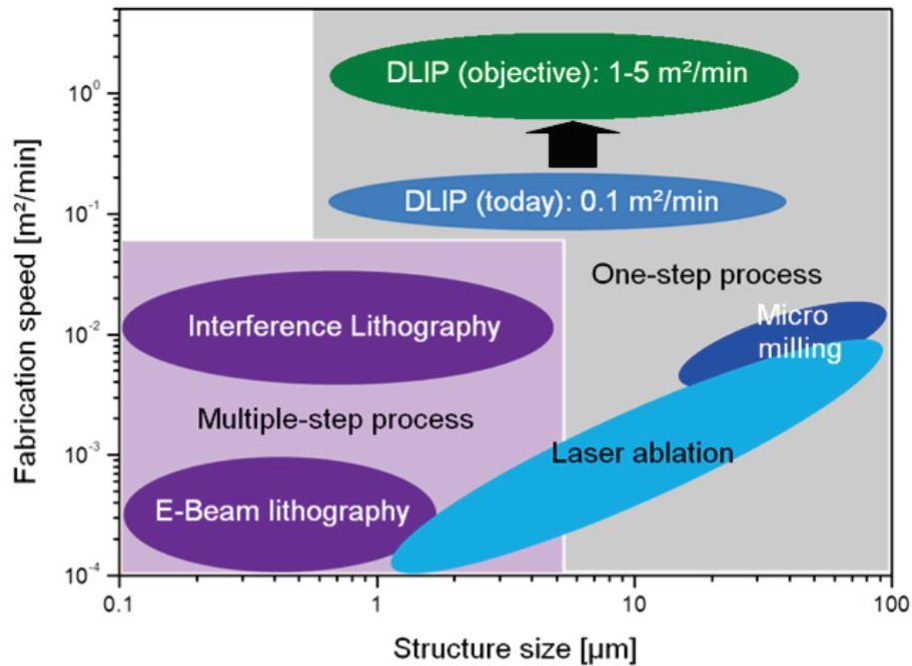 DLIP (objective): 1-5 m²/min
DLIP (today): 0.1 m²/min
One-step process
Micro
milling
Interference Lithography
Multiple-step process
Laser ablation
E-Beam lithography
Fabrication speed [m²/min]
10⁰
10⁻¹
10⁻²
10⁻³
10⁻⁴
0.1 1 10 100
Structure size [µm]